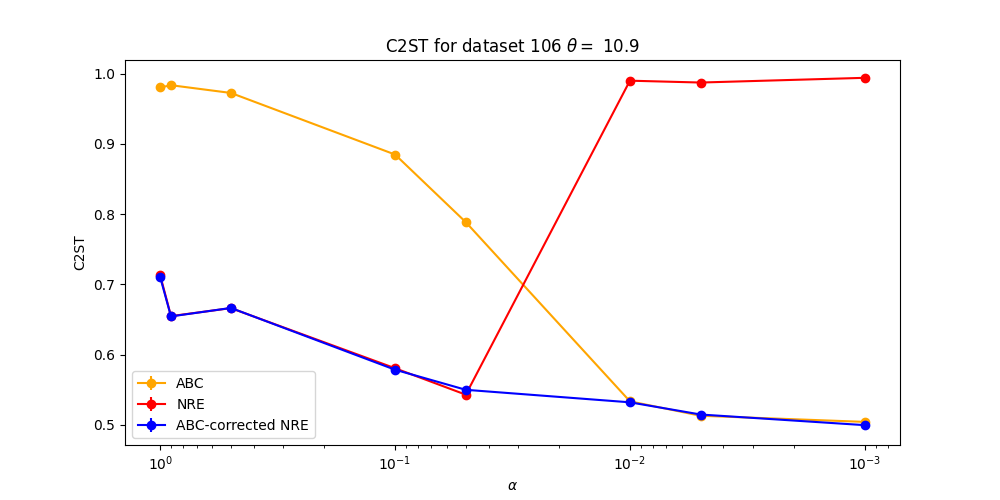 C2ST for dataset 106 θ = 10.9
C2ST
1.0
0.9
0.8
0.7
0.6
0.5
ABC
NRE
ABC-corrected NRE
10⁰
10⁻¹
10⁻²
10⁻³
α